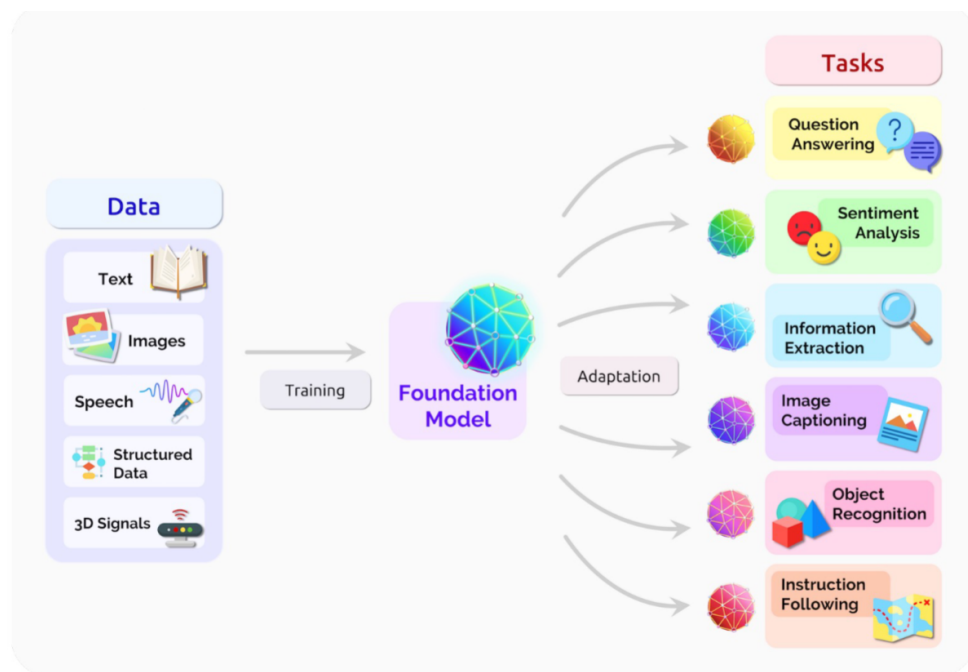 Data
Text
Images
Speech
Structured
Data
3D Signals
Training
Foundation
Model
Adaptation
Tasks
Question
Answering
?
Sentiment
Analysis
Information
Extraction
Image
Captioning
Object
Recognition
Instruction
Following